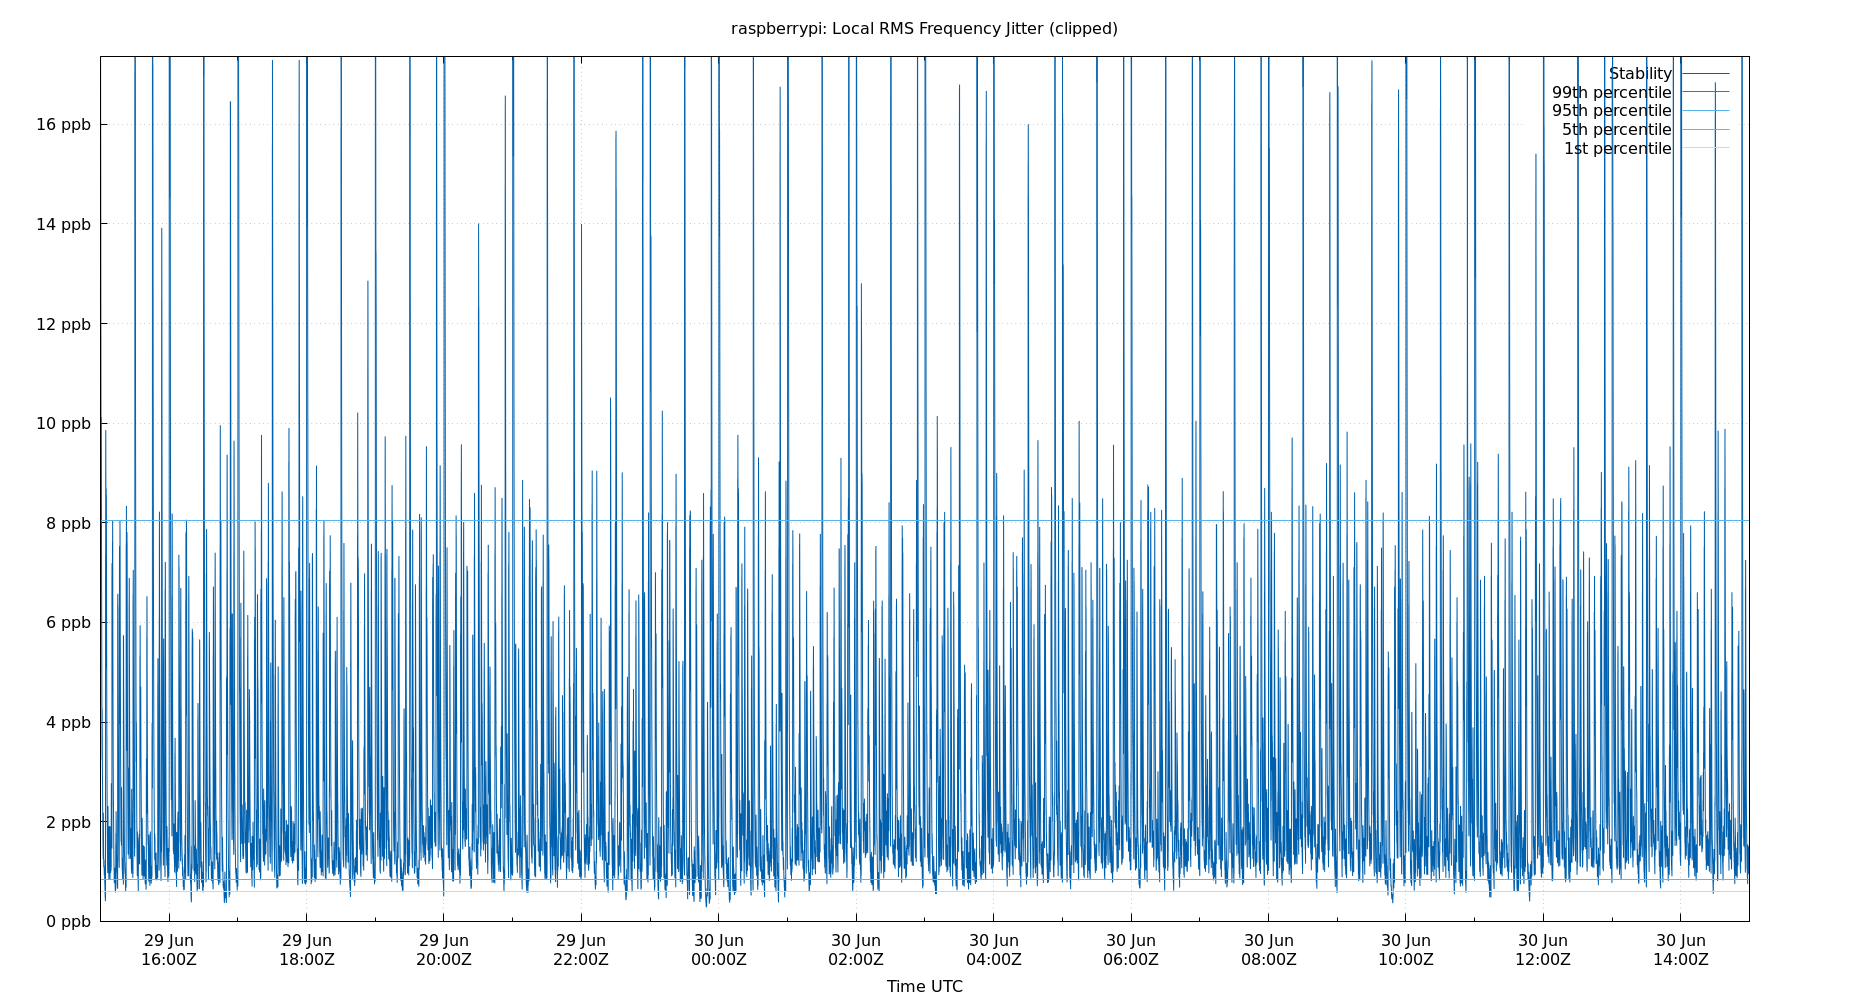 raspberrypi: Local RMS Frequency Jitter (clipped)
Stability
99th percentile
95th percentile
5th percentile
1st percentile
16 ppb
14 ppb
12 ppb
10 ppb
8 ppb
6 ppb
4 ppb
2 ppb
0 ppb
29 Jun 29 Jun 29 Jun 29 Jun 30 Jun 30 Jun 30 Jun 30 Jun 30 Jun 30 Jun 30 Jun 30 Jun
16:00Z 18:00Z 20:00Z 22:00Z 00:00Z 02:00Z 04:00Z 06:00Z 08:00Z 10:00Z 12:00Z 14:00Z
Time UTC